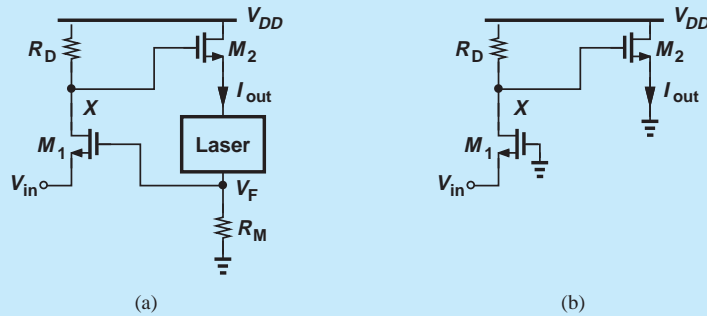 V_DD
R_D
M_2
I_out
X
M_1
Laser
V_in
V_F
R_M
(a)
V_DD
R_D
M_2
I_out
X
M_1
V_in
(b)